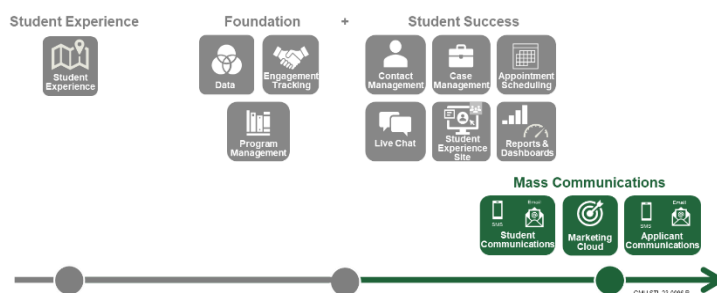 Student Experience
Foundation + Student Success
Student
Experience
Data
Engagement
Tracking
Program
Management
Contact
Management
Case
Management
Appointment
Scheduling
Live Chat
Student
Experience
Site
Reports &
Dashboards
Mass Communications
SMS
Email
Student
Communications
Marketing
Cloud
SMS
Email
Applicant
Communications